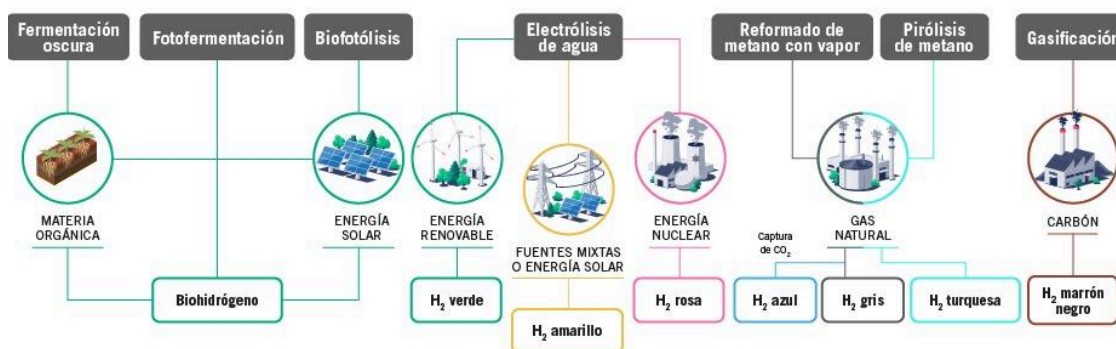 Fermentación
oscura
Fotofermentación
Biofotólisis
Electrólisis
de agua
Reformado de
metano con vapor
Pirólisis
de metano
Gasificación
MATERIA
ORGÁNICA
ENERGÍA
SOLAR
ENERGÍA
RENOVABLE
FUENTES MIXTAS
O ENERGÍA SOLAR
ENERGÍA
NUCLEAR
GAS
NATURAL
CARBÓN
Captura
de CO₂
Biohidrógeno
H₂ verde
H₂ amarillo
H₂ rosa
H₂ azul
H₂ gris
H₂ turquesa
H₂ marrón
negro